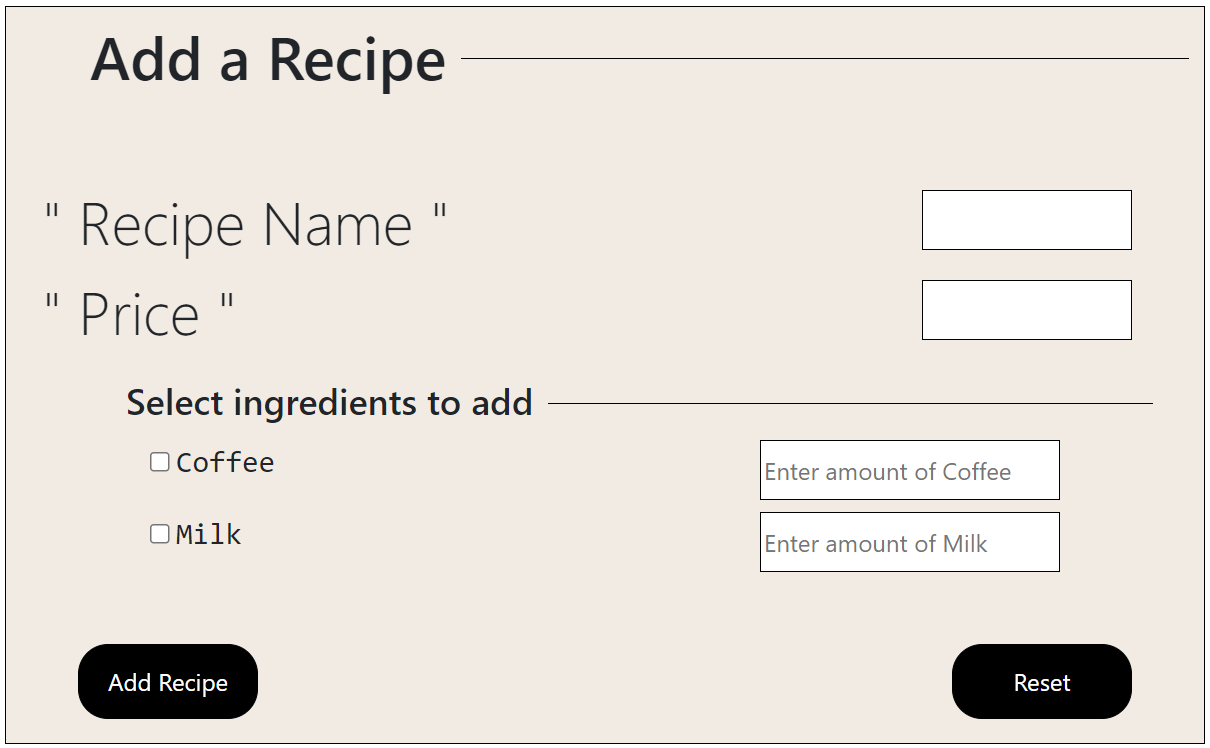 Add a Recipe
" Recipe Name "
" Price "
Select ingredients to add
Coffee
Enter amount of Coffee
Milk
Enter amount of Milk
Add Recipe
Reset